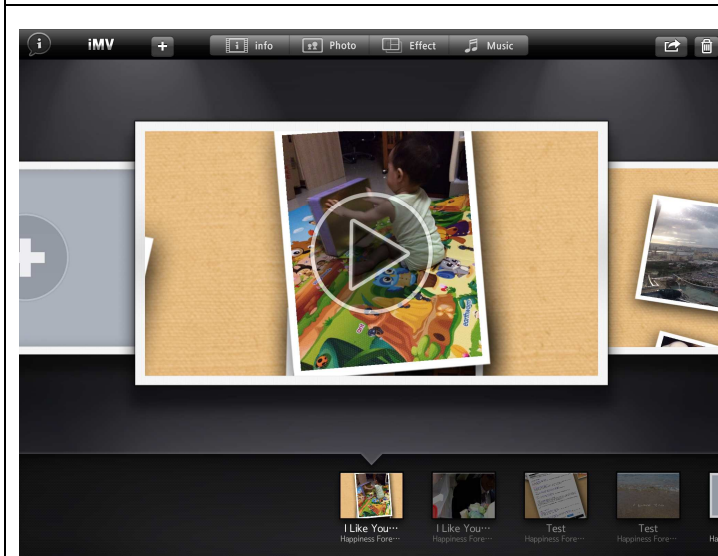 iMV + info Photo Effect Music
I Like You··· I Like You··· Test Test
Happiness Fore··· Happiness Fore··· Happiness Fore··· Happiness Fore··· Ha